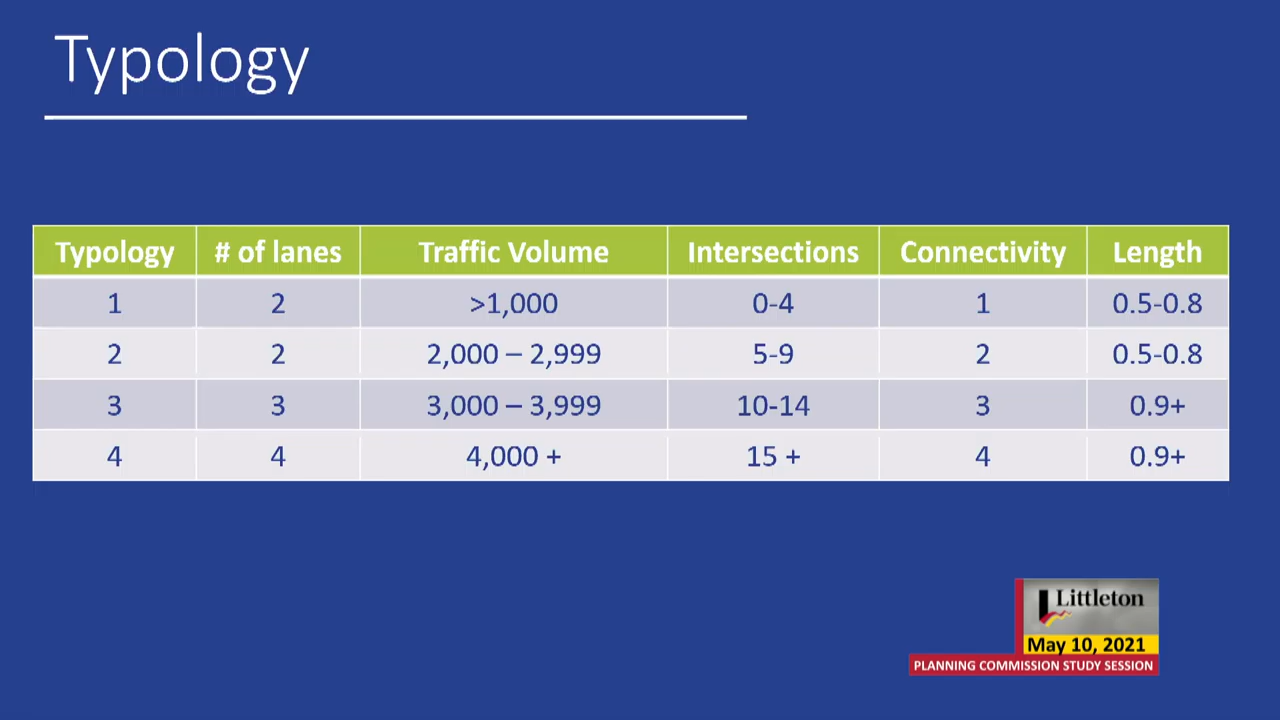 Typology
Typology # of lanes Traffic Volume Intersections Connectivity Length
1 2 >1,000 0-4 1 0.5-0.8
2 2 2,000 – 2,999 5-9 2 0.5-0.8
3 3 3,000 – 3,999 10-14 3 0.9+
4 4 4,000 + 15 + 4 0.9+
Littleton
May 10, 2021
PLANNING COMMISSION STUDY SESSION